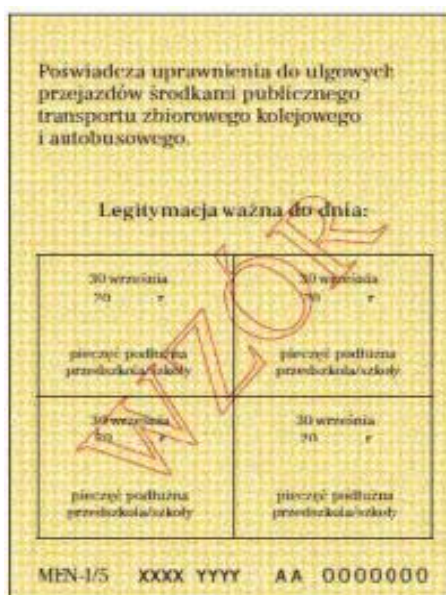 Poświadcza uprawnienia do ulgowych
przejazdów środkami publicznego
transportu zbiorowego kolejowego
i autobusowego.
Legitymacja ważna do dnia:
30 września
20 r
pieczęć podłużna
przedszkola/szkoły
30 września
20 r
pieczęć podłużna
przedszkola/szkoły
30 września
20 r
pieczęć podłużna
przedszkola/szkoły
30 września
20 r
pieczęć podłużna
przedszkola/szkoły
WZÓR
MEN-I/5 XXXX YYYY AA 0000000